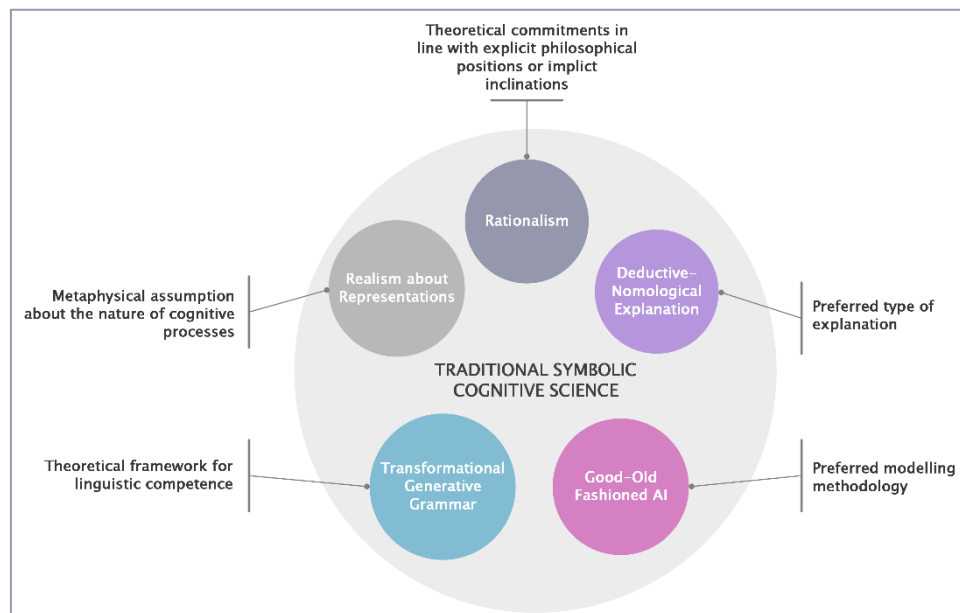 Theoretical commitments in
line with explicit philosophical
positions or implict
inclinations
Rationalism
Realism about
Representations
Deductive-
Nomological
Explanation
Metaphysical assumption
about the nature of cognitive
processes
Preferred type of
explanation
TRADITIONAL SYMBOLIC
COGNITIVE SCIENCE
Theoretical framework for
linguistic competence
Transformational
Generative
Grammar
Good-Old
Fashioned AI
Preferred modelling
methodology